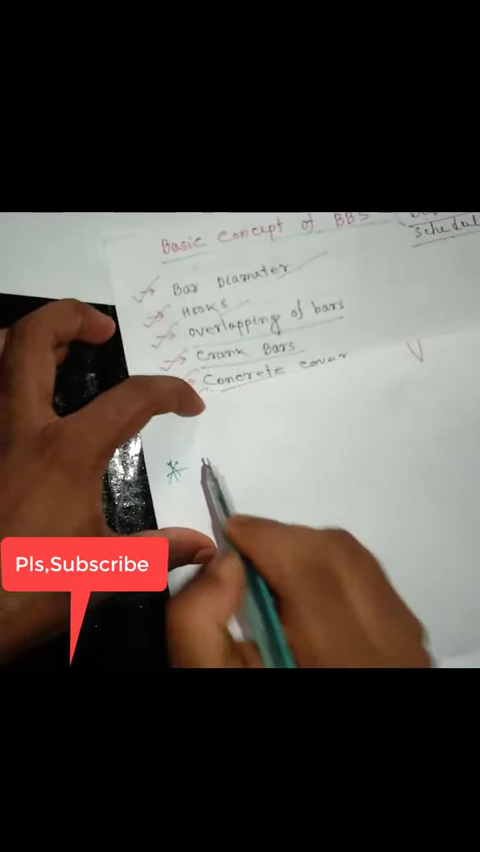 Basic Concept of BBS
Schedul
Bar Diameter
Hooks
overlapping of bars
Crank Bars
Concrete cover
Pls,Subscribe